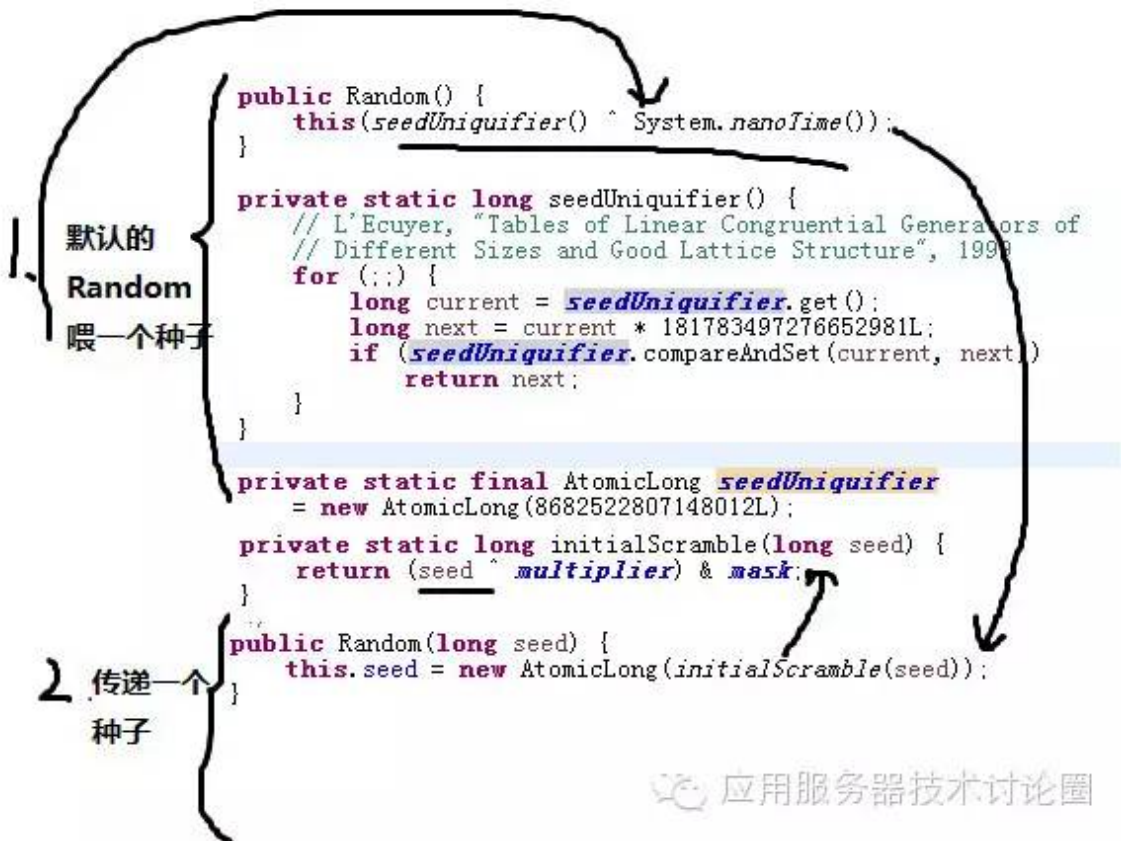 public Random() {
this(seedUniquifier() ^ System.nanoTime());
}
private static long seedUniquifier() {
// L'Ecuyer, "Tables of Linear Congruential Generators of
// Different Sizes and Good Lattice Structure", 1999
for (;;) {
long current = seedUniquifier.get();
long next = current * 181783497276652981L;
if (seedUniquifier.compareAndSet(current, next))
return next;
}
}
1.
默认的
Random
喂一个种子
private static final AtomicLong seedUniquifier
= new AtomicLong(8682522807148012L);
private static long initialScramble(long seed) {
return (seed ^ multiplier) & mask;
}
public Random(long seed) {
this.seed = new AtomicLong(initialScramble(seed));
}
2
传递一个
种子
应用服务器技术讨论圈